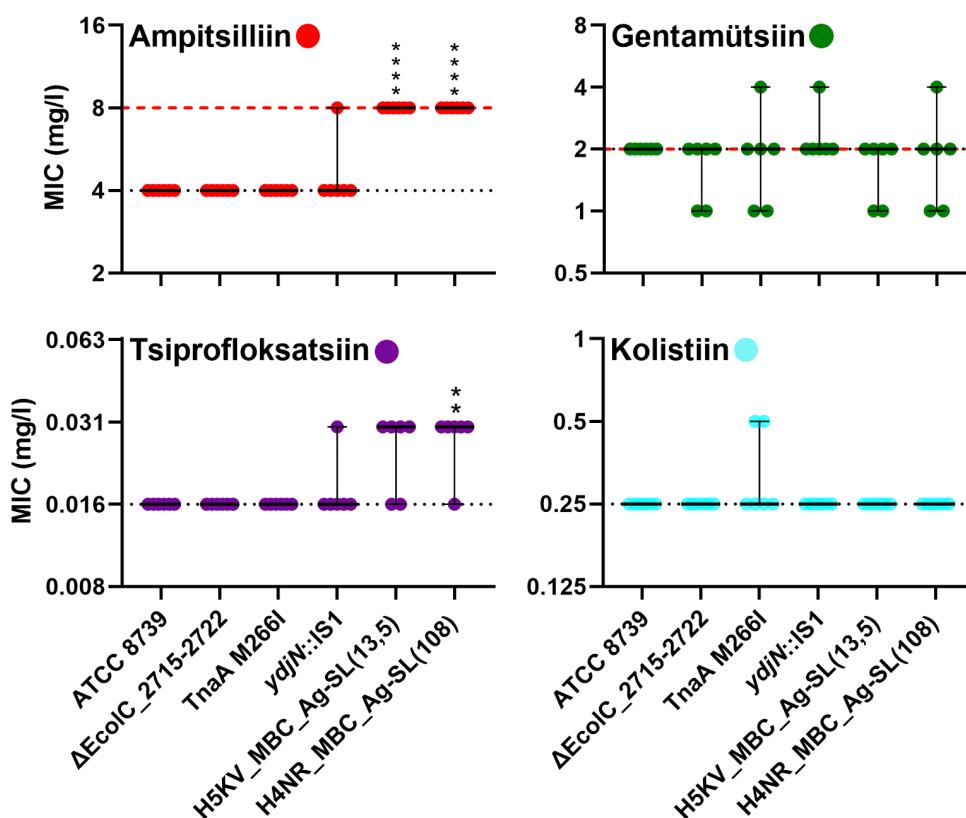 Ampitsilliin
MIC (mg/l)
16
8
4
2
****
****
Gentamütsiin
8
4
2
1
0.5
Tsiprofloksatsiin
MIC (mg/l)
0.063
0.031
0.016
0.008
**
Kolistiin
1
0.5
0.25
0.125
ATCC 8739
ΔEcolC_2715-2722
TnaA M266I
ydjN::IS1
H5KV_MBC_Ag-SL(13,5)
H4NR_MBC_Ag-SL(108)
ATCC 8739
ΔEcolC_2715-2722
TnaA M266I
ydjN::IS1
H5KV_MBC_Ag-SL(13,5)
H4NR_MBC_Ag-SL(108)